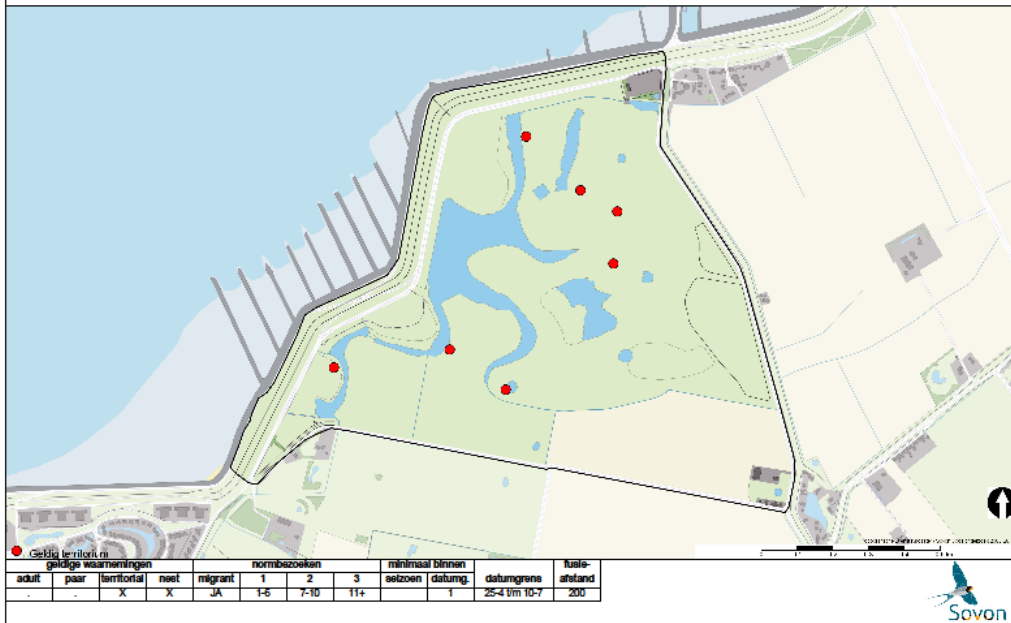 Geldig territorium
geldige waarnemingen normbezoeken minimaal binnen fusie-
adult paar territorial nest migrant 1 2 3 seizoen datumg. datumgrens afstand
. . X X JA 1-6 7-10 11+ 1 25-4 t/m 10-7 200
Sovon